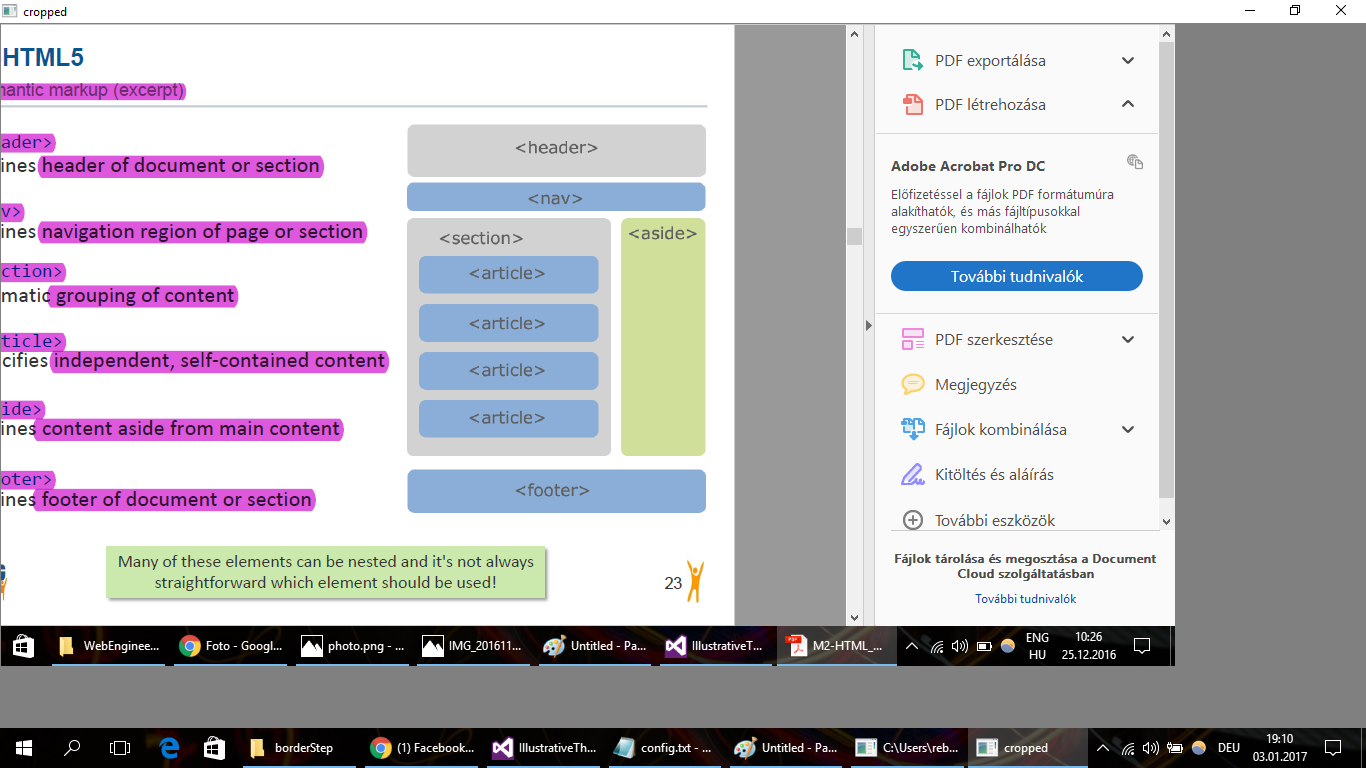 cropped
HTML5
mantic markup (excerpt)
ader>
ines header of document or section
v>
ines navigation region of page or section
ction>
matic grouping of content
ticle>
cifies independent, self-contained content
ide>
ines content aside from main content
oter>
ines footer of document or section
<header>
<nav>
<section>
<aside>
<article>
<article>
<article>
<article>
<footer>
Many of these elements can be nested and it's not always
straightforward which element should be used!
23
PDF exportálása
PDF létrehozása
Adobe Acrobat Pro DC
Előfizetéssel a fájlok PDF formátumúra
alakíthatók, és más fájltípusokkal
egyszerűen kombinálhatók
További tudnivalók
PDF szerkesztése
Megjegyzés
Fájlok kombinálása
Kitöltés és aláírás
További eszközök
Fájlok tárolása és megosztása a Document
Cloud szolgáltatásban
További tudnivalók
WebEnginee...
Foto - Googl...
photo.png - ...
IMG_201611...
Untitled - Pa...
IllustrativeT...
M2-HTML_...
ENG
HU
10:26
25.12.2016
borderStep
(1) Facebook...
IllustrativeTh...
config.txt - ...
Untitled - Pa...
C:\Users\reb...
cropped
DEU
19:10
03.01.2017